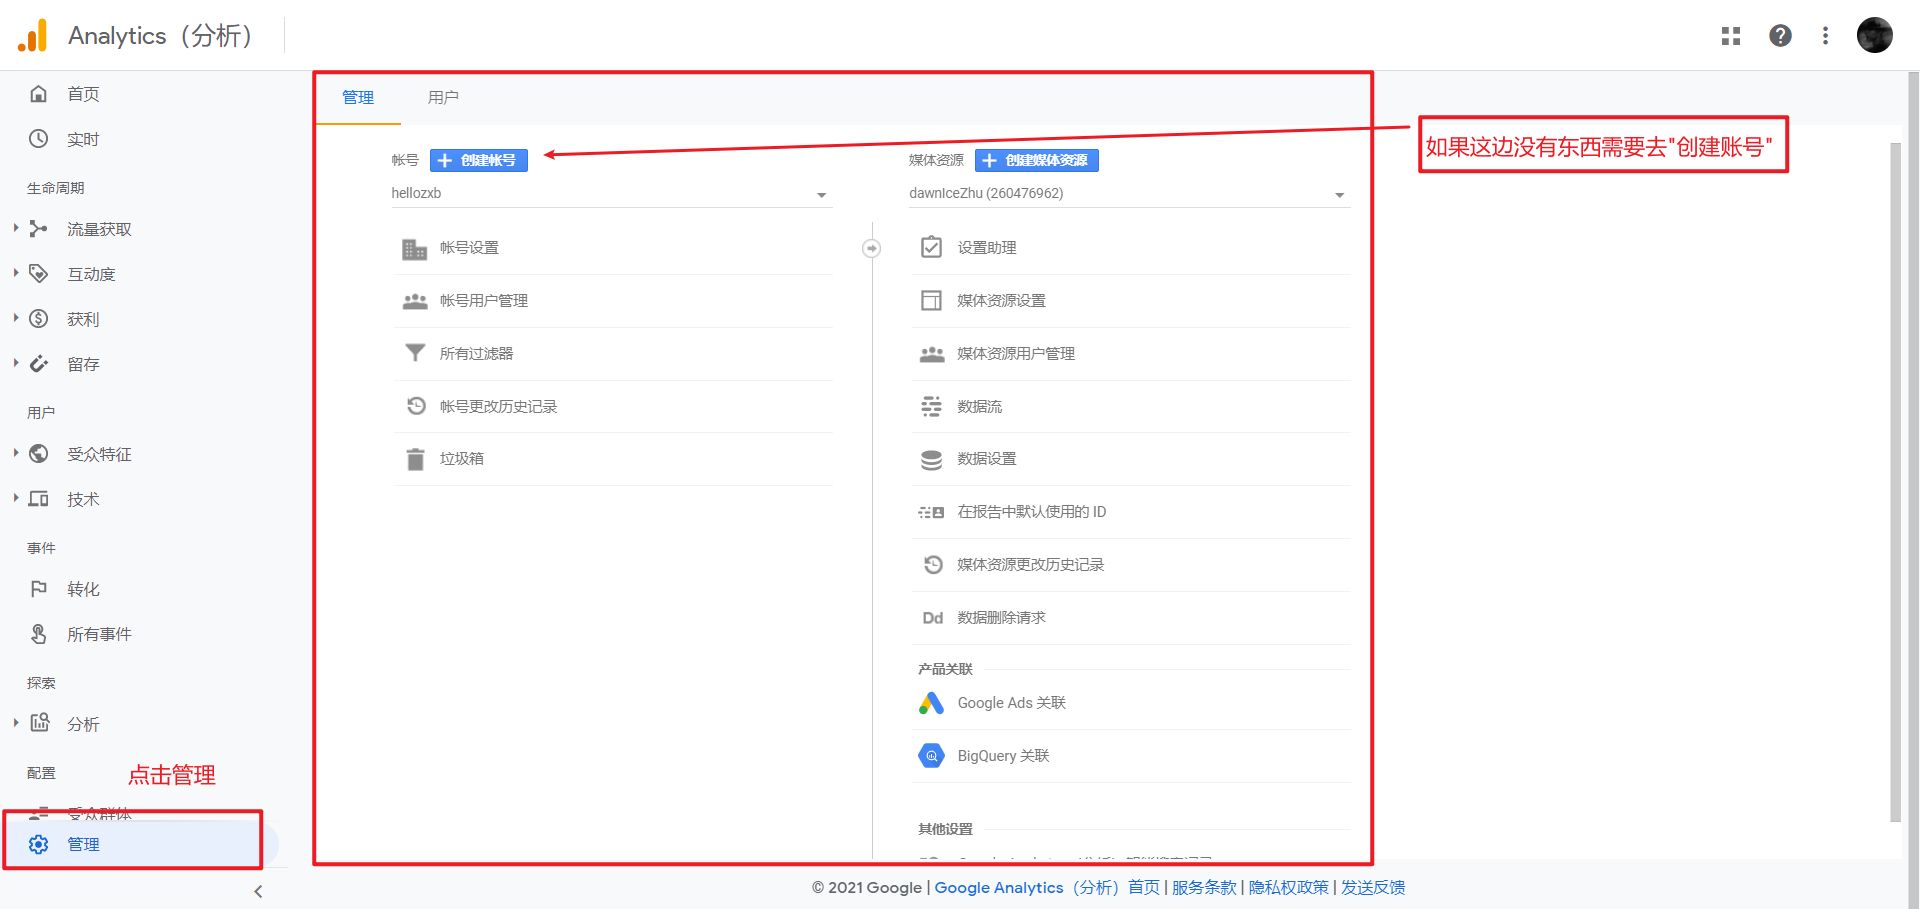 Analytics（分析）
首页
实时
生命周期
流量获取
互动度
获利
留存
用户
受众特征
技术
事件
转化
所有事件
探索
分析
配置
点击管理
受众群体
管理
管理
用户
帐号
创建帐号
hellozxb
帐号设置
帐号用户管理
所有过滤器
帐号更改历史记录
垃圾箱
媒体资源
创建媒体资源
dawnIceZhu (260476962)
设置助理
媒体资源设置
媒体资源用户管理
数据流
数据设置
在报告中默认使用的 ID
媒体资源更改历史记录
Dd 数据删除请求
产品关联
Google Ads 关联
BigQuery 关联
其他设置
如果这边没有东西需要去"创建账号"
© 2021 Google | Google Analytics（分析）首页 | 服务条款 | 隐私权政策 | 发送反馈